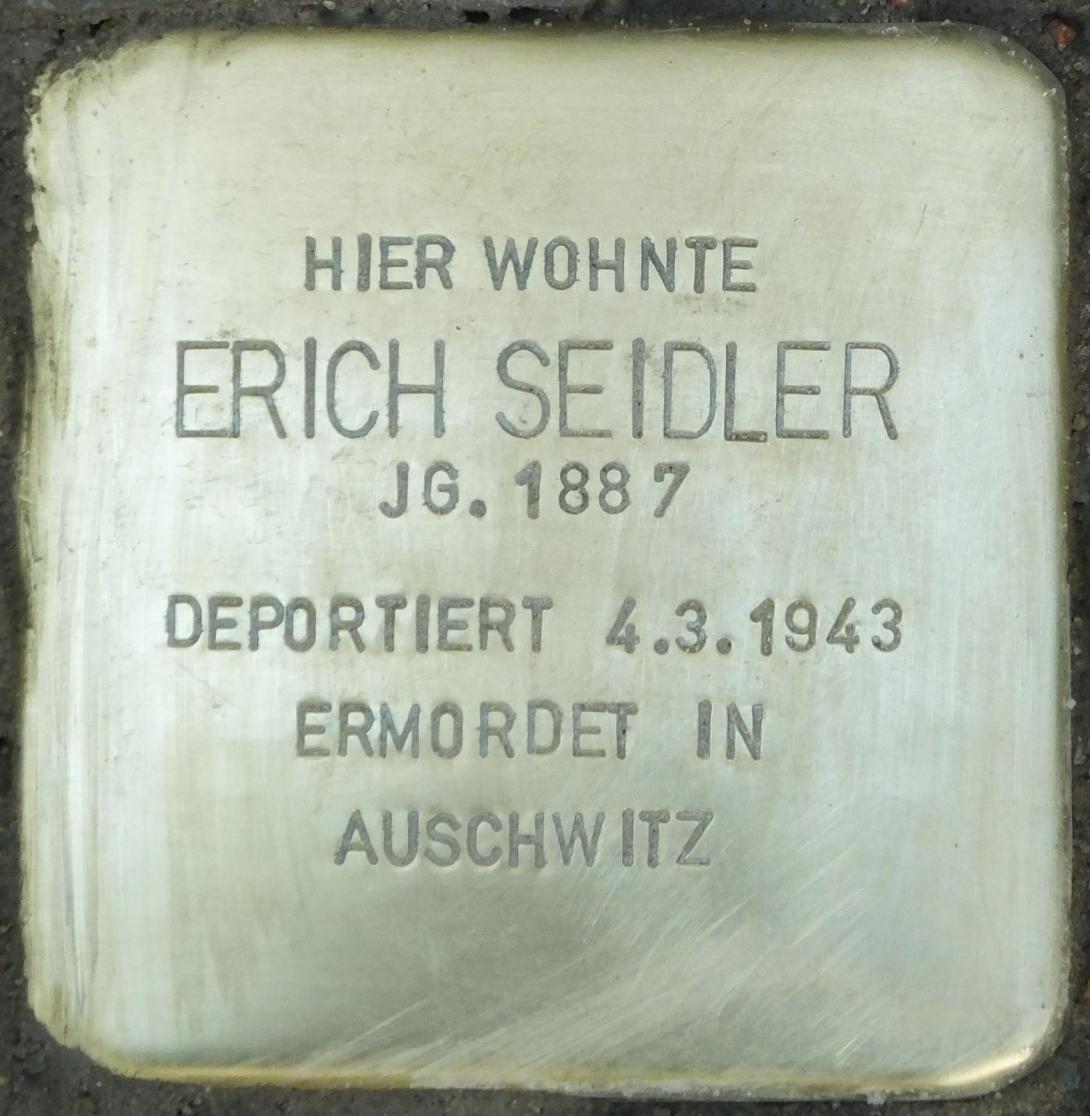 HIER WOHNTE
ERICH SEIDLER
JG. 1887
DEPORTIERT 4.3.1943
ERMORDET IN
AUSCHWITZ